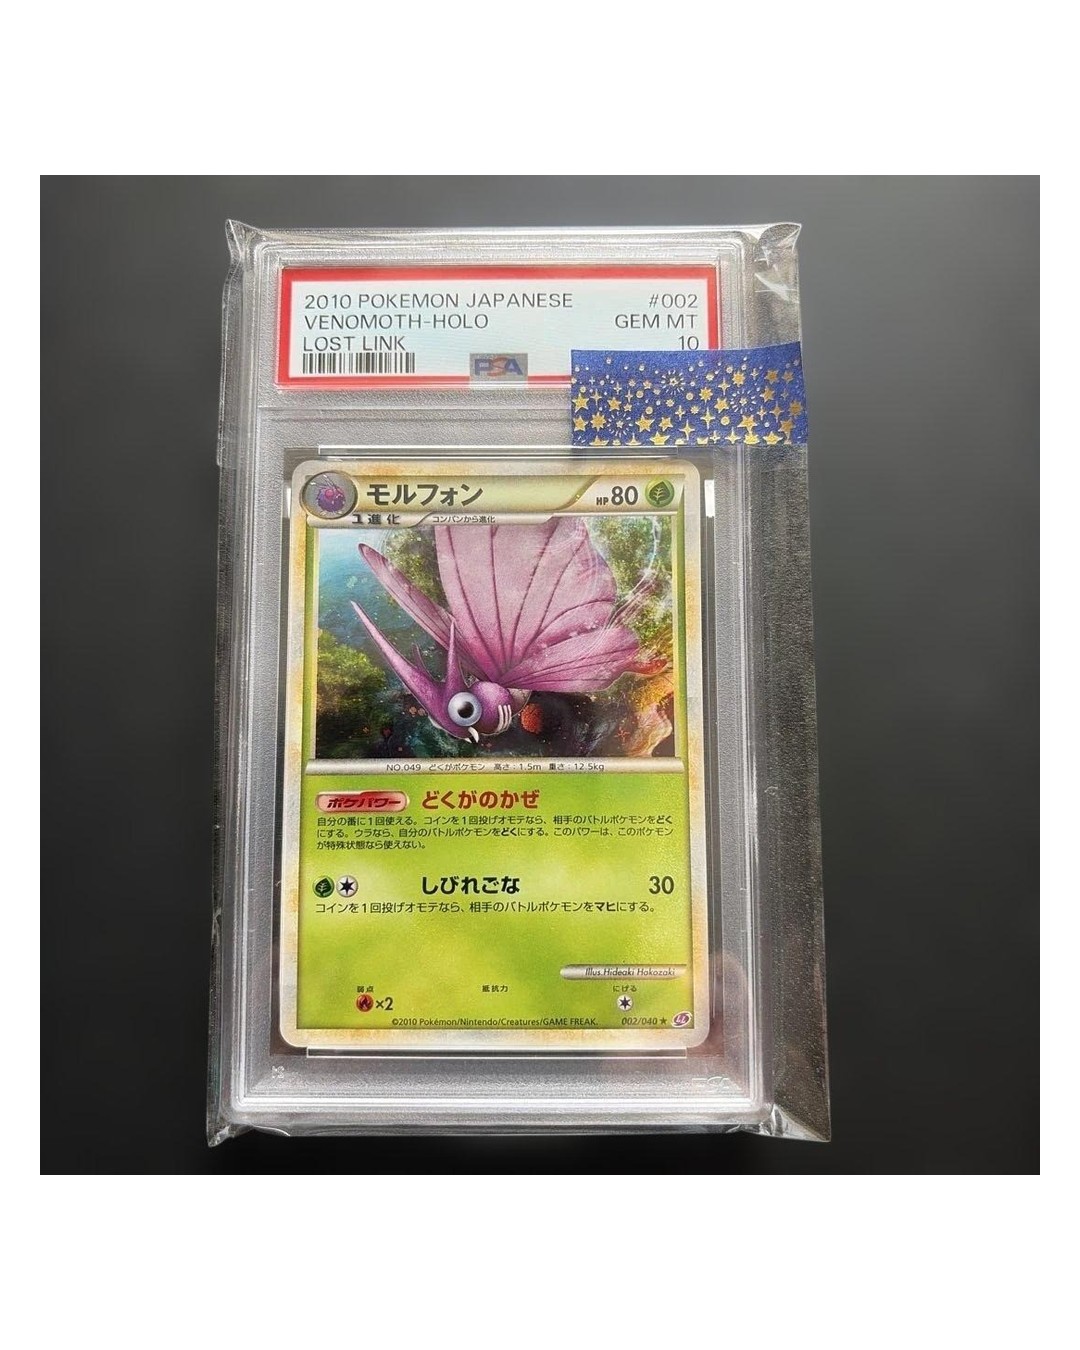 2010 POKEMON JAPANESE #002
VENOMOTH-HOLO GEM MT
LOST LINK 10
PSA
モルフォン HP80
1進化 コンパンから進化
NO.049 どくがポケモン 高さ:1.5m 重さ:12.5kg
ポケパワー どくがのかぜ
自分の番に1回使える。コインを1回投げオモテなら、相手のバトルポケモンをどく
にする。ウラなら、自分のバトルポケモンをどくにする。このパワーは、このポケモン
が特殊状態なら使えない。
しびれごな 30
コインを1回投げオモテなら、相手のバトルポケモンをマヒにする。
Illus. Hideaki Hakozaki
弱点 抵抗力 にげる
×2
©2010 Pokémon/Nintendo/Creatures/GAME FREAK. 002/040 ★ LL